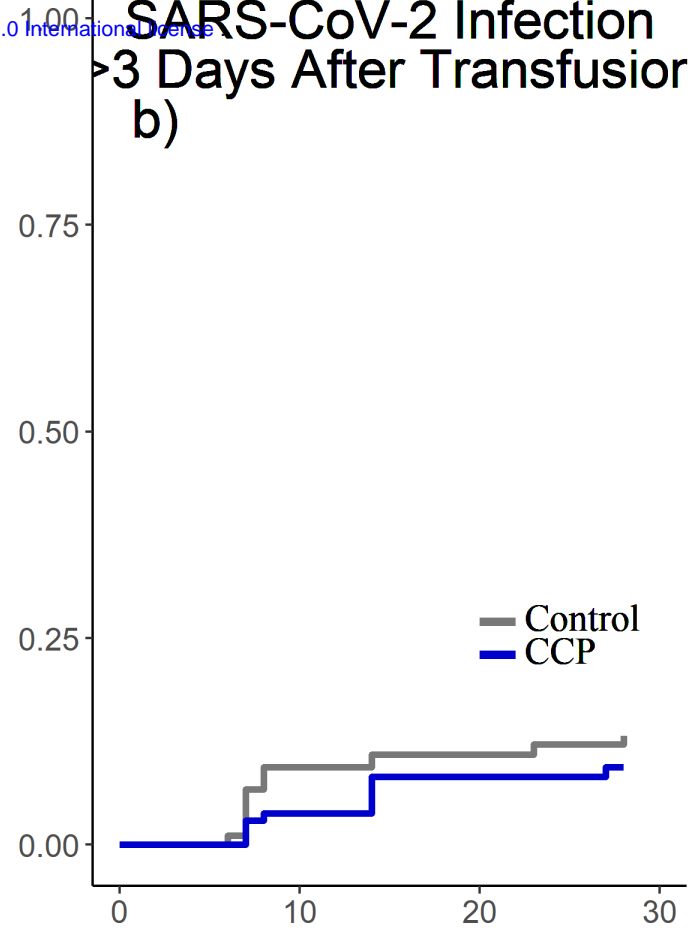 1.00
.0 International license
SARS-CoV-2 Infection
>3 Days After Transfusion
b)
0.75
0.50
0.25
Control
CCP
0.00
0
10
20
30